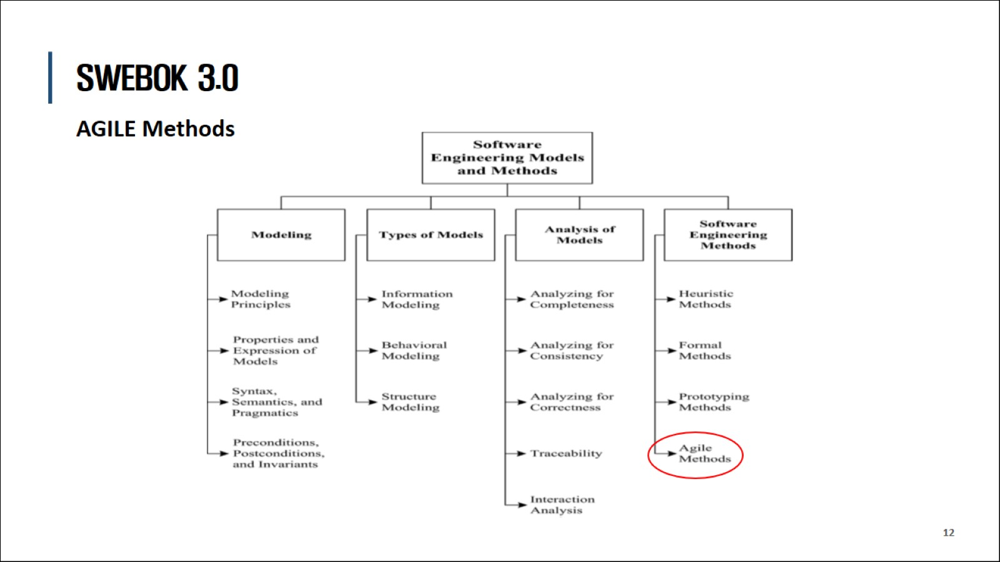 SWEBOK 3.0
AGILE Methods
Software
Engineering Models
and Methods
Modeling
Types of Models
Analysis of
Models
Software
Engineering
Methods
Modeling
Principles
Properties and
Expression of
Models
Syntax,
Semantics, and
Pragmatics
Preconditions,
Postconditions,
and Invariants
Information
Modeling
Behavioral
Modeling
Structure
Modeling
Analyzing for
Completeness
Analyzing for
Consistency
Analyzing for
Correctness
Traceability
Interaction
Analysis
Heuristic
Methods
Formal
Methods
Prototyping
Methods
Agile
Methods
12